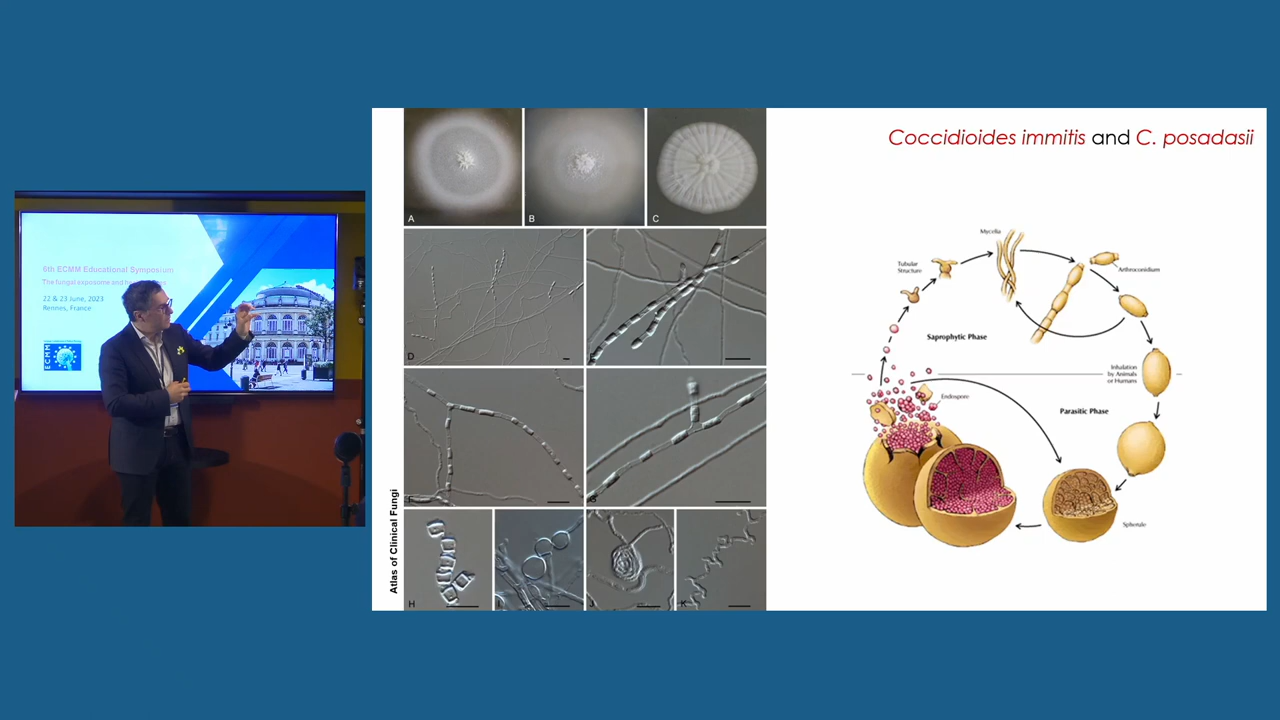 6th ECMM Educational Symposium
22 & 23 June, 2023
Rennes, France
ECMM
Atlas of Clinical Fungi
A
B
C
D
G
H
I
J
K
Coccidioides immitis and C. posadasii
Mycelia
Tubular
Structure
Arthroconidium
Saprophytic Phase
Inhalation
by Animals
or Humans
Endospore
Parasitic Phase
Spherule